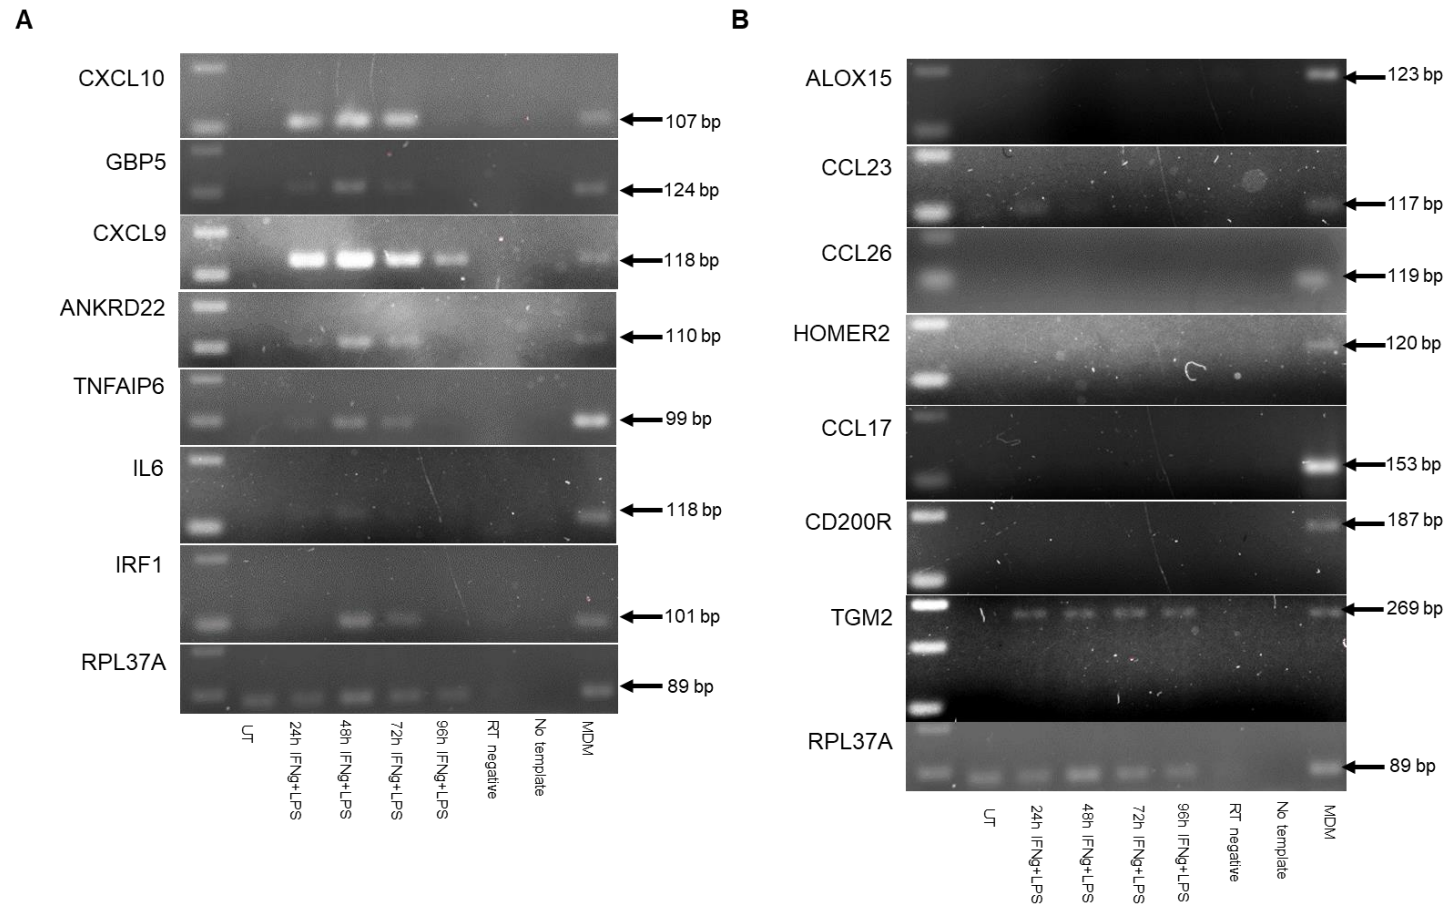 A
CXCL10
107 bp
GBP5
124 bp
CXCL9
118 bp
ANKRD22
110 bp
TNFAIP6
99 bp
IL6
118 bp
IRF1
101 bp
RPL37A
89 bp
UT
24h IFNg+LPS
48h IFNg+LPS
72h IFNg+LPS
96h IFNg+LPS
RT negative
No template
MDM
B
ALOX15
123 bp
CCL23
117 bp
CCL26
119 bp
HOMER2
120 bp
CCL17
153 bp
CD200R
187 bp
TGM2
269 bp
RPL37A
89 bp
UT
24h IFNg+LPS
48h IFNg+LPS
72h IFNg+LPS
96h IFNg+LPS
RT negative
No template
MDM